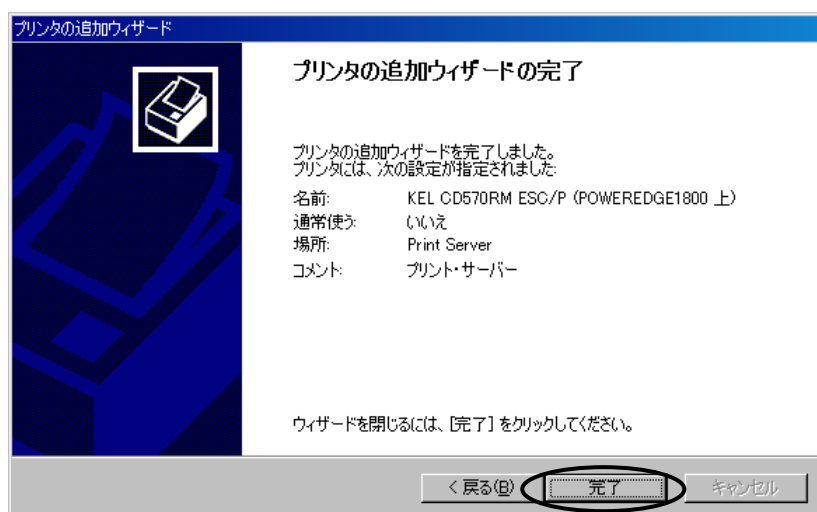 プリンタの追加ウィザード
プリンタの追加ウィザードの完了
プリンタの追加ウィザードを完了しました。
プリンタには、次の設定が指定されました:
名前: KEL CD570RM ESC/P (POWEREDGE1800 上)
通常使う: いいえ
場所: Print Server
コメント: プリント・サーバー
ウィザードを閉じるには、[完了] をクリックしてください。
< 戻る(B) 完了 キャンセル